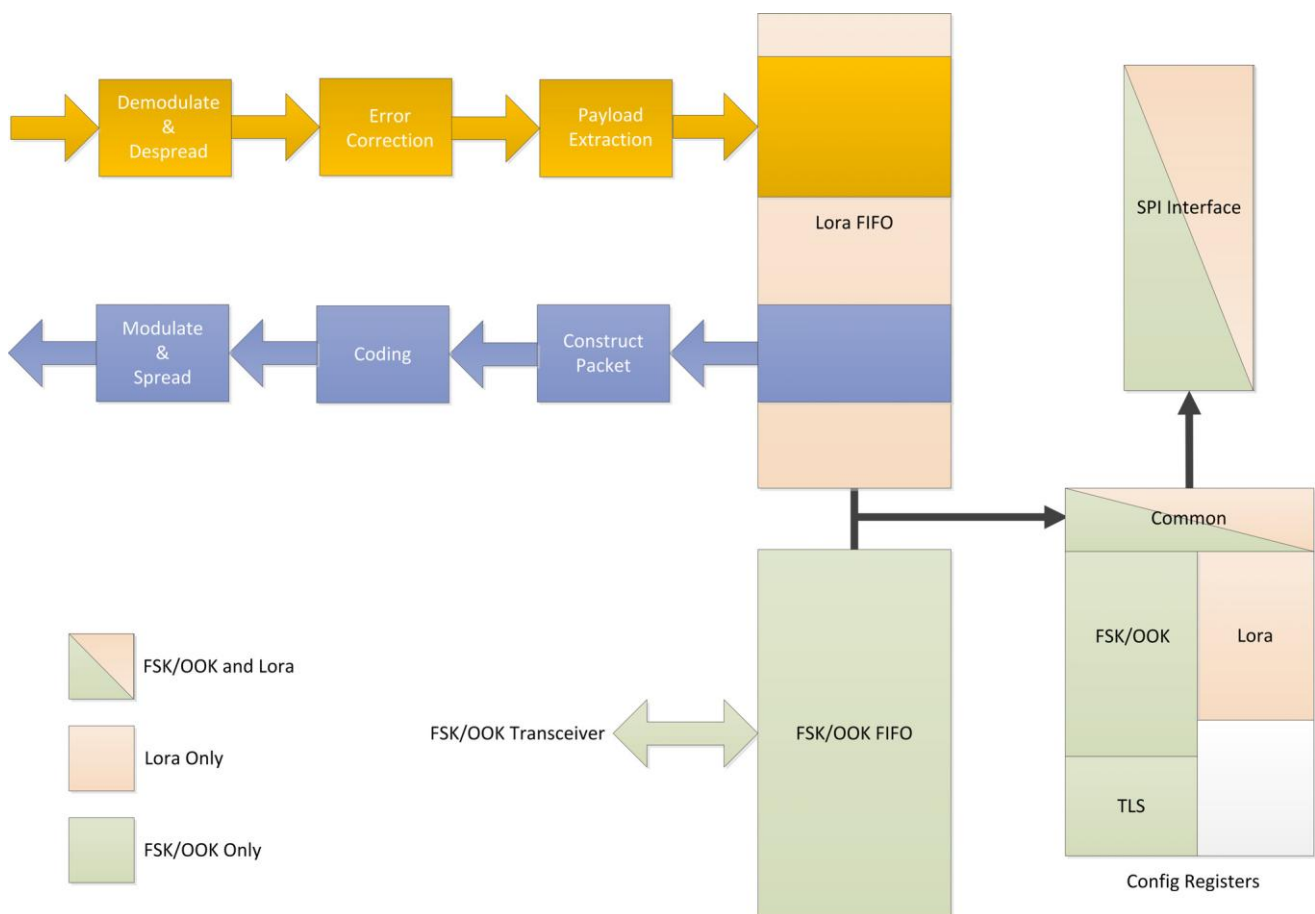 Demodulate
&
Despread
Error
Correction
Payload
Extraction
Lora FIFO
SPI Interface
Modulate
&
Spread
Coding
Construct
Packet
Common
FSK/OOK
Lora
TLS
Config Registers
FSK/OOK and Lora
Lora Only
FSK/OOK Only
FSK/OOK Transceiver
FSK/OOK FIFO